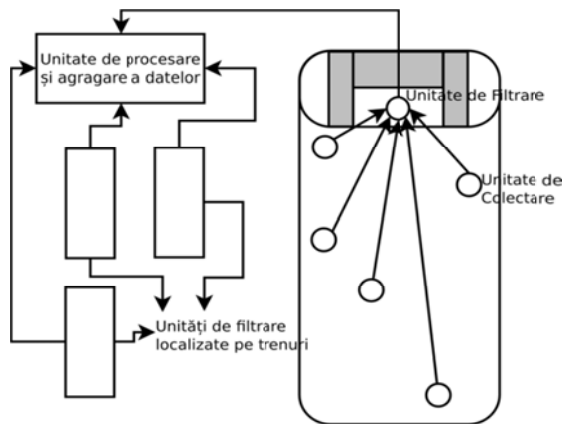 Unitate de procesare
și agragare a datelor
Unitate de Filtrare
Unitate de
Colectare
Unități de filtrare
localizate pe trenuri